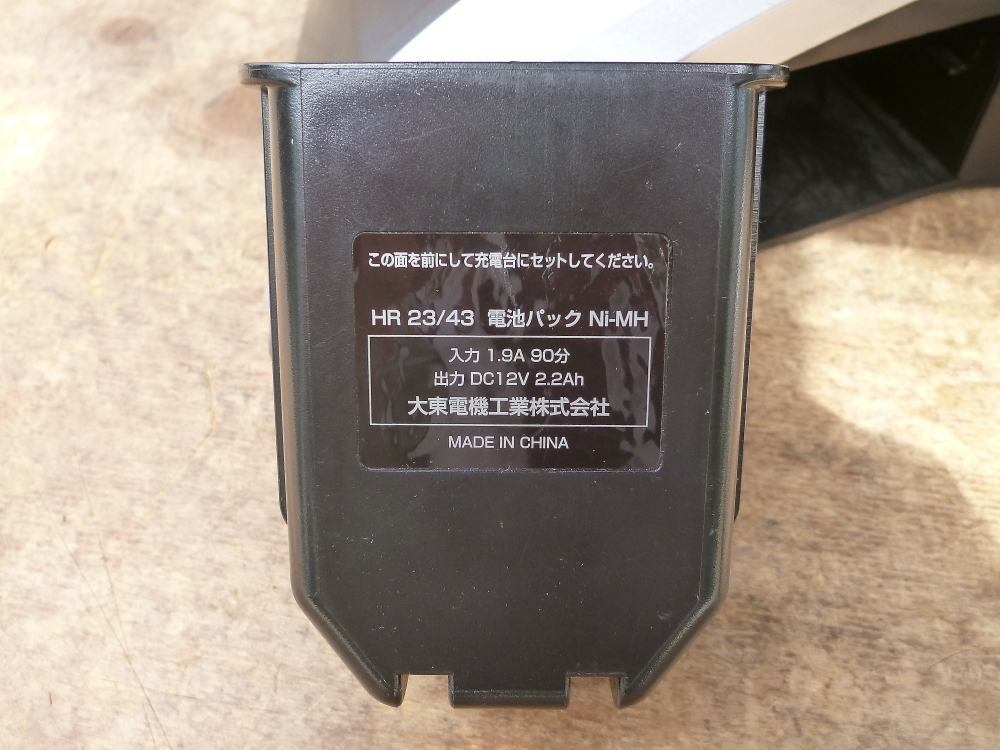 この面を前にして充電台にセットしてください。
HR 23/43 電池パック Ni-MH
入力 1.9A 90分
出力 DC12V 2.2Ah
大東電機工業株式会社
MADE IN CHINA